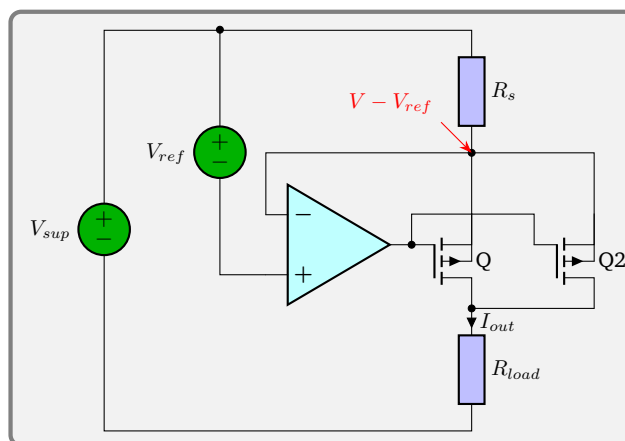 R_s
V − V_ref
V_ref
V_sup
Q
Q2
I_out
R_load